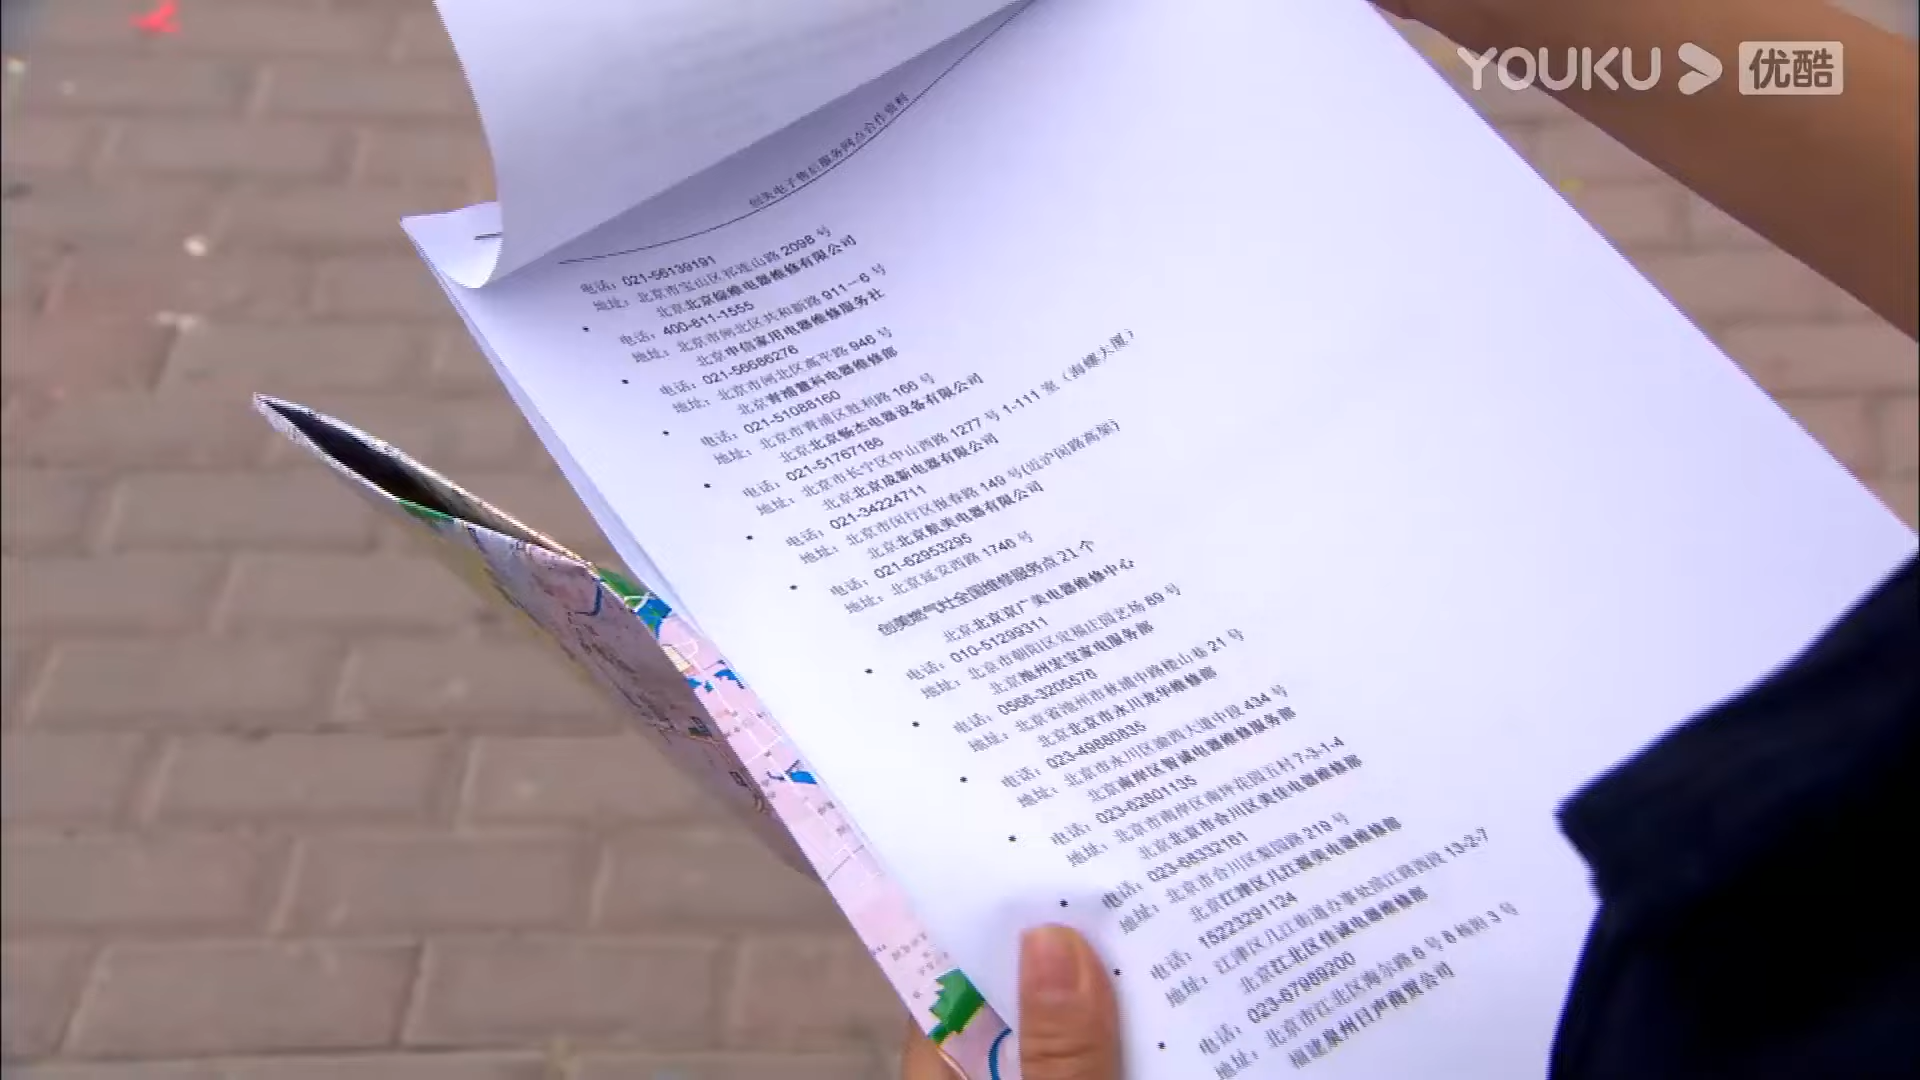 YOUKU 优酷
创美电子售后服务网点合作资料
电话：021-56139191
地址：北京市宝山区祁连山路 2098 号
北京北京综维电器维修有限公司
电话：400-811-1555
地址：北京市闸北区共和新路 911－6 号
北京申信家用电器维修服务社
电话：021-56686276
地址：北京市闸北区高平路 946 号
北京青浦慧科电器维修部
电话：021-51088160
地址：北京市青浦区胜利路 166 号
北京北京畅杰电器设备有限公司
电话：021-51767186
地址：北京市长宁区中山西路 1277 号 1-111 室（海螺大厦）
北京北京成新电器有限公司
电话：021-34224711
地址：北京市闵行区报春路 149 号(近沪闵路高架)
北京北京航美电器有限公司
电话：021-62953295
地址：北京延安西路 1746 号
创美燃气灶全国维修服务点 21 个
北京北京京广美电器维修中心
电话：010-51299311
地址：北京市朝阳区定福庄园艺场 89 号
北京池州宏宝家电服务部
电话：0566-3205576
地址：北京省池州市秋浦中路楼山巷 21 号
北京北京市永川龙华维修部
电话：023-49880835
地址：北京市永川区渝西大道中段 434 号
北京南岸区智诚电器维修服务部
电话：023-62801135
地址：北京市南岸区南坪花园五村 7-3-1-4
北京北京市合川区美佳电器维修部
电话：023-68332181
地址：北京市合川区梨园路 219 号
北京江津区几江源美电器维修部
电话：15223291124
地址：江津区几江街道办事处滨江路西段 13-2-7
北京江北区佳诚电器维修部
电话：023-67989200
地址：北京市江北区海尔路 6 号 8 栋附 3 号
福建泉州日声商贸公司